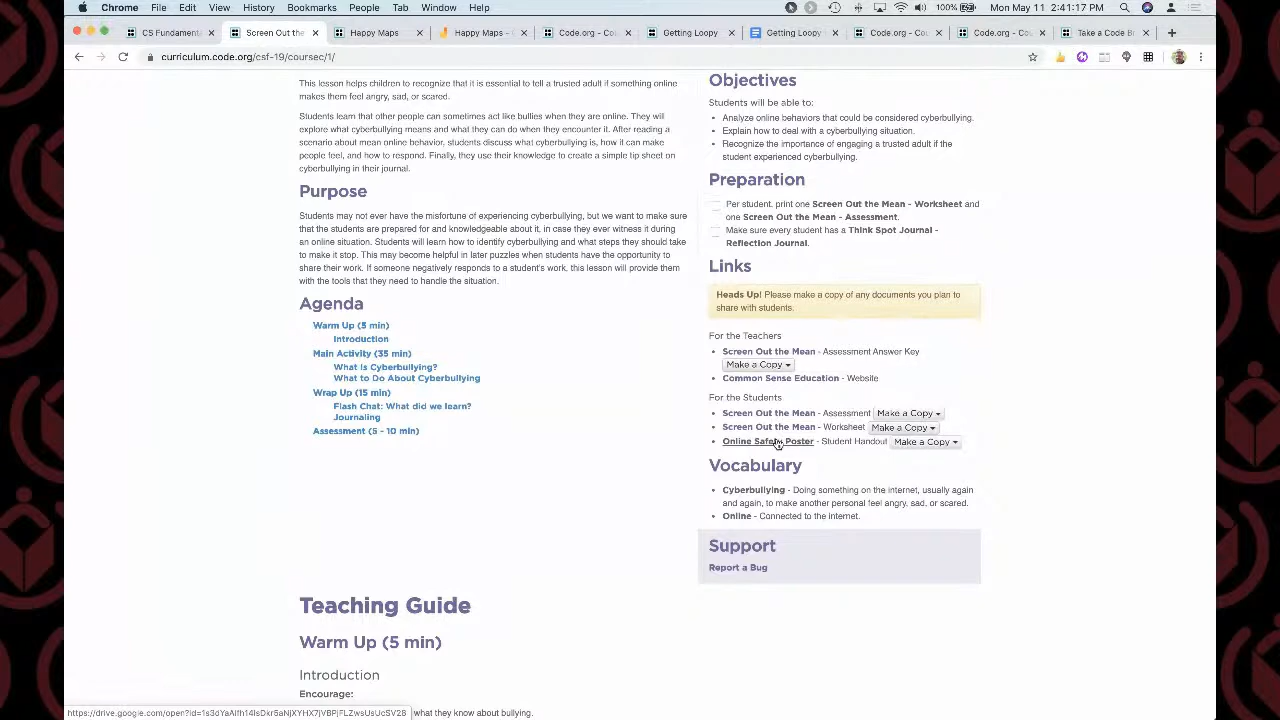 Chrome File Edit View History Bookmarks People Tab Window Help
100% Mon May 11 2:41:17 PM
CS Fundament
Screen Out the
Happy Maps
Happy Maps -
Code.org - Co
Getting Loopy
Getting Loopy
Code.org - Co
Code.org - Co
Take a Code Br
curriculum.code.org/csf-19/coursec/1/
This lesson helps children to recognize that it is essential to tell a trusted adult if something online
makes them feel angry, sad, or scared.
Students learn that other people can sometimes act like bullies when they are online. They will
explore what cyberbullying means and what they can do when they encounter it. After reading a
scenario about mean online behavior, students discuss what cyberbullying is, how it can make
people feel, and how to respond. Finally, they use their knowledge to create a simple tip sheet on
cyberbullying in their journal.
Purpose
Students may not ever have the misfortune of experiencing cyberbullying, but we want to make sure
that the students are prepared for and knowledgeable about it, in case they ever witness it during
an online situation. Students will learn how to identify cyberbullying and what steps they should take
to make it stop. This may become helpful in later puzzles when students have the opportunity to
share their work. If someone negatively responds to a student's work, this lesson will provide them
with the tools that they need to handle the situation.
Agenda
Warm Up (5 min)
Introduction
Main Activity (35 min)
What Is Cyberbullying?
What to Do About Cyberbullying
Wrap Up (15 min)
Flash Chat: What did we learn?
Journaling
Assessment (5 - 10 min)
Objectives
Students will be able to:
• Analyze online behaviors that could be considered cyberbullying.
• Explain how to deal with a cyberbullying situation.
• Recognize the importance of engaging a trusted adult if the
student experienced cyberbullying.
Preparation
Per student, print one Screen Out the Mean - Worksheet and
one Screen Out the Mean - Assessment.
Make sure every student has a Think Spot Journal -
Reflection Journal.
Links
Heads Up! Please make a copy of any documents you plan to
share with students.
For the Teachers
• Screen Out the Mean - Assessment Answer Key
Make a Copy
• Common Sense Education - Website
For the Students
• Screen Out the Mean - Assessment Make a Copy
• Screen Out the Mean - Worksheet Make a Copy
• Online Safety Poster - Student Handout Make a Copy
Vocabulary
• Cyberbullying - Doing something on the internet, usually again
and again, to make another personal feel angry, sad, or scared.
• Online - Connected to the internet.
Support
Report a Bug
Teaching Guide
Warm Up (5 min)
Introduction
Encourage:
what they know about bullying.